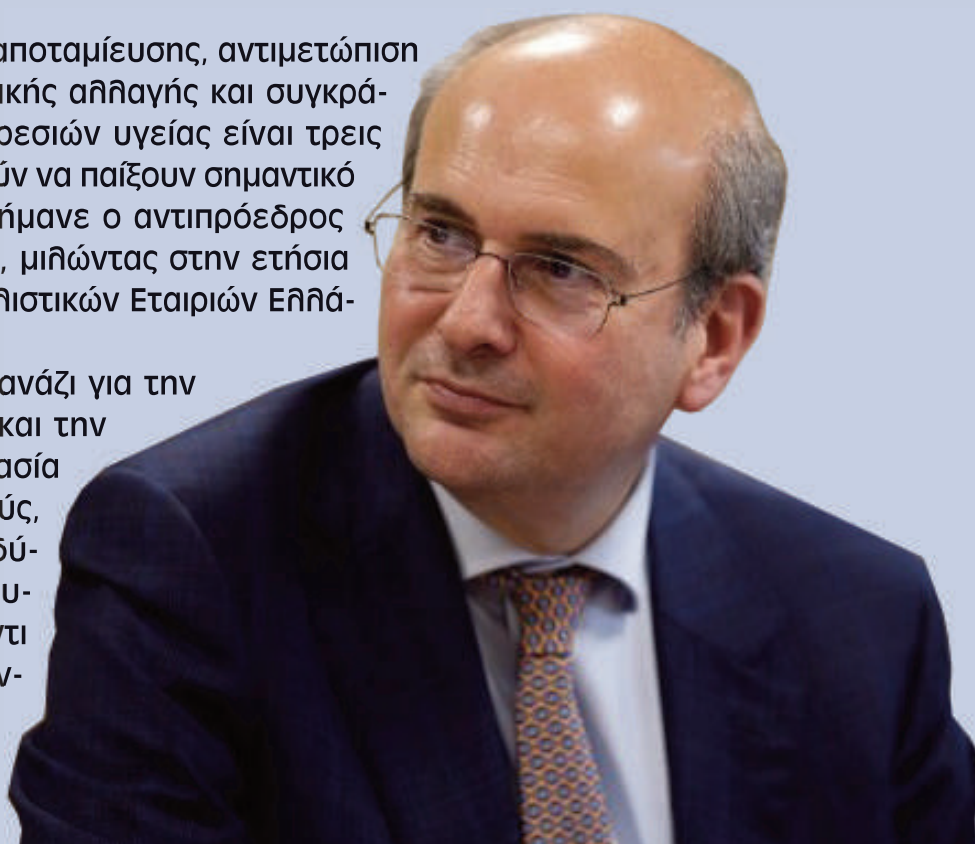 αποταμίευσης, αντιμετώπιση
ικής αλλαγής και συγκρά-
ρεσιών υγείας είναι τρεις
ύν να παίξουν σημαντικό
ήμανε ο αντιπρόεδρος
, μιλώντας στην ετήσια
λιστικών Εταιριών Ελλά-
ανάζι για την
και την
ασία
ύς,
δύ-
υ-
ντι
ν-